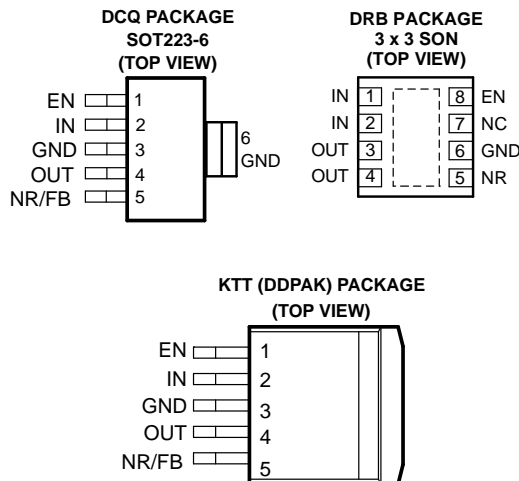 DCQ PACKAGE
SOT223-6
(TOP VIEW)
EN 1
IN 2
GND 3
OUT 4
NR/FB 5
6
GND
DRB PACKAGE
3 x 3 SON
(TOP VIEW)
IN 1 8 EN
IN 2 7 NC
OUT 3 6 GND
OUT 4 5 NR
KTT (DDPAK) PACKAGE
(TOP VIEW)
EN 1
IN 2
GND 3
OUT 4
NR/FB 5